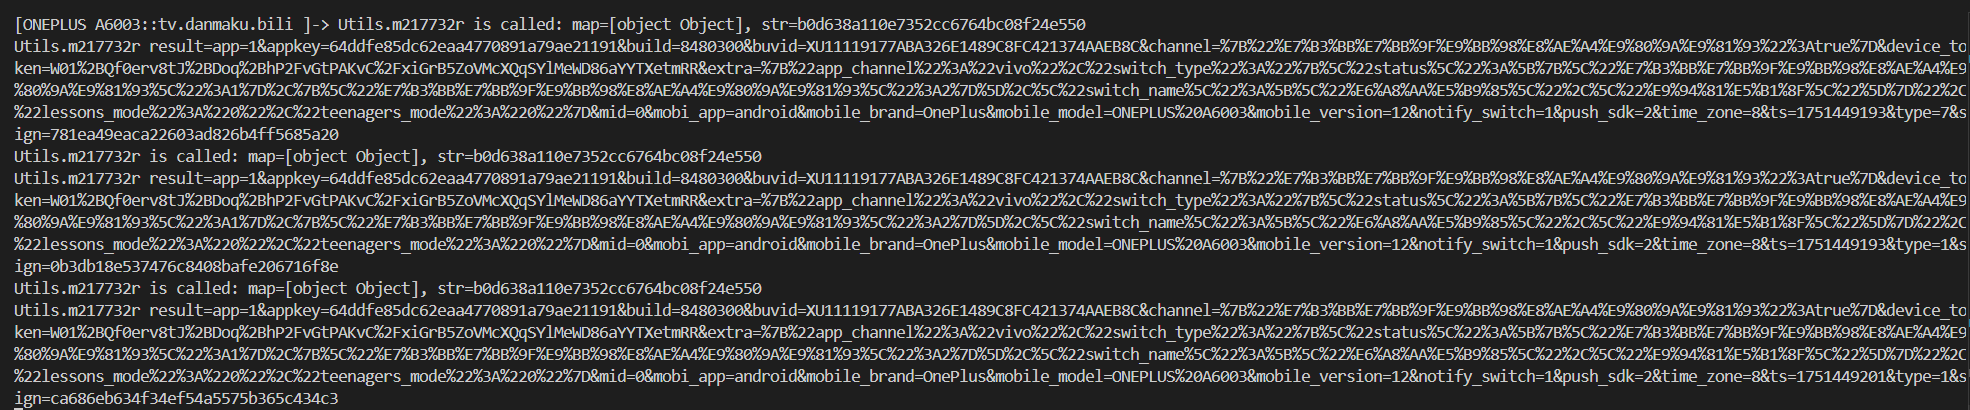 [ONEPLUS A6003::tv.danmaku.bili ]-> Utils.m217732r is called: map=[object Object], str=b0d638a110e7352cc6764bc08f24e550
Utils.m217732r result=app=1&appkey=64ddfe85dc62eaa4770891a79ae21191&build=8480300&buvid=XU11119177ABA326E1489C8FC421374AAEB8C&channel=%7B%22%E7%B3%BB%E7%BB%9F%E9%BB%98%E8%AE%A4%E9%80%9A%E9%81%93%22%3Atrue%7D&device_to
ken=W01%2BQf0erv8tJ%2BDoq%2BhP2FvGtPAKvC%2FxiGrB5ZoVMcXQqSYlMeWD86aYYTXetmRR&extra=%7B%22app_channel%22%3A%22vivo%22%2C%22switch_type%22%3A%22%7B%5C%22status%5C%22%3A%5B%7B%5C%22%E7%B3%BB%E7%BB%9F%E9%BB%98%E8%AE%A4%E9
%80%9A%E9%81%93%5C%22%3A1%7D%2C%7B%5C%22%E7%B3%BB%E7%BB%9F%E9%BB%98%E8%AE%A4%E9%80%9A%E9%81%93%5C%22%3A2%7D%5D%2C%5C%22switch_name%5C%22%3A%5B%5C%22%E6%A8%AA%E5%B9%85%5C%22%2C%5C%22%E9%94%81%E5%B1%8F%5C%22%5D%7D%22%2C
%22lessons_mode%22%3A%220%22%2C%22teenagers_mode%22%3A%220%22%7D&mid=0&mobi_app=android&mobile_brand=OnePlus&mobile_model=ONEPLUS%20A6003&mobile_version=12&notify_switch=1&push_sdk=2&time_zone=8&ts=1751449193&type=7&s
ign=781ea49eaca22603ad826b4ff5685a20
Utils.m217732r is called: map=[object Object], str=b0d638a110e7352cc6764bc08f24e550
Utils.m217732r result=app=1&appkey=64ddfe85dc62eaa4770891a79ae21191&build=8480300&buvid=XU11119177ABA326E1489C8FC421374AAEB8C&channel=%7B%22%E7%B3%BB%E7%BB%9F%E9%BB%98%E8%AE%A4%E9%80%9A%E9%81%93%22%3Atrue%7D&device_to
ken=W01%2BQf0erv8tJ%2BDoq%2BhP2FvGtPAKvC%2FxiGrB5ZoVMcXQqSYlMeWD86aYYTXetmRR&extra=%7B%22app_channel%22%3A%22vivo%22%2C%22switch_type%22%3A%22%7B%5C%22status%5C%22%3A%5B%7B%5C%22%E7%B3%BB%E7%BB%9F%E9%BB%98%E8%AE%A4%E9
%80%9A%E9%81%93%5C%22%3A1%7D%2C%7B%5C%22%E7%B3%BB%E7%BB%9F%E9%BB%98%E8%AE%A4%E9%80%9A%E9%81%93%5C%22%3A2%7D%5D%2C%5C%22switch_name%5C%22%3A%5B%5C%22%E6%A8%AA%E5%B9%85%5C%22%2C%5C%22%E9%94%81%E5%B1%8F%5C%22%5D%7D%22%2C
%22lessons_mode%22%3A%220%22%2C%22teenagers_mode%22%3A%220%22%7D&mid=0&mobi_app=android&mobile_brand=OnePlus&mobile_model=ONEPLUS%20A6003&mobile_version=12&notify_switch=1&push_sdk=2&time_zone=8&ts=1751449193&type=1&s
ign=0b3db18e537476c8408bafe206716f8e
Utils.m217732r is called: map=[object Object], str=b0d638a110e7352cc6764bc08f24e550
Utils.m217732r result=app=1&appkey=64ddfe85dc62eaa4770891a79ae21191&build=8480300&buvid=XU11119177ABA326E1489C8FC421374AAEB8C&channel=%7B%22%E7%B3%BB%E7%BB%9F%E9%BB%98%E8%AE%A4%E9%80%9A%E9%81%93%22%3Atrue%7D&device_to
ken=W01%2BQf0erv8tJ%2BDoq%2BhP2FvGtPAKvC%2FxiGrB5ZoVMcXQqSYlMeWD86aYYTXetmRR&extra=%7B%22app_channel%22%3A%22vivo%22%2C%22switch_type%22%3A%22%7B%5C%22status%5C%22%3A%5B%7B%5C%22%E7%B3%BB%E7%BB%9F%E9%BB%98%E8%AE%A4%E9
%80%9A%E9%81%93%5C%22%3A1%7D%2C%7B%5C%22%E7%B3%BB%E7%BB%9F%E9%BB%98%E8%AE%A4%E9%80%9A%E9%81%93%5C%22%3A2%7D%5D%2C%5C%22switch_name%5C%22%3A%5B%5C%22%E6%A8%AA%E5%B9%85%5C%22%2C%5C%22%E9%94%81%E5%B1%8F%5C%22%5D%7D%22%2C
%22lessons_mode%22%3A%220%22%2C%22teenagers_mode%22%3A%220%22%7D&mid=0&mobi_app=android&mobile_brand=OnePlus&mobile_model=ONEPLUS%20A6003&mobile_version=12&notify_switch=1&push_sdk=2&time_zone=8&ts=1751449201&type=1&s
ign=ca686eb634f34ef54a5575b365c434c3